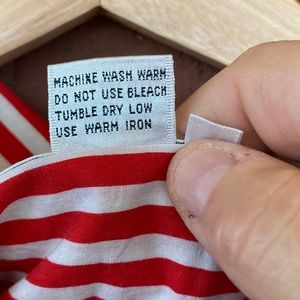 MACHINE WASH WARM
DO NOT USE BLEACH
TUMBLE DRY LOW
USE WARM IRON